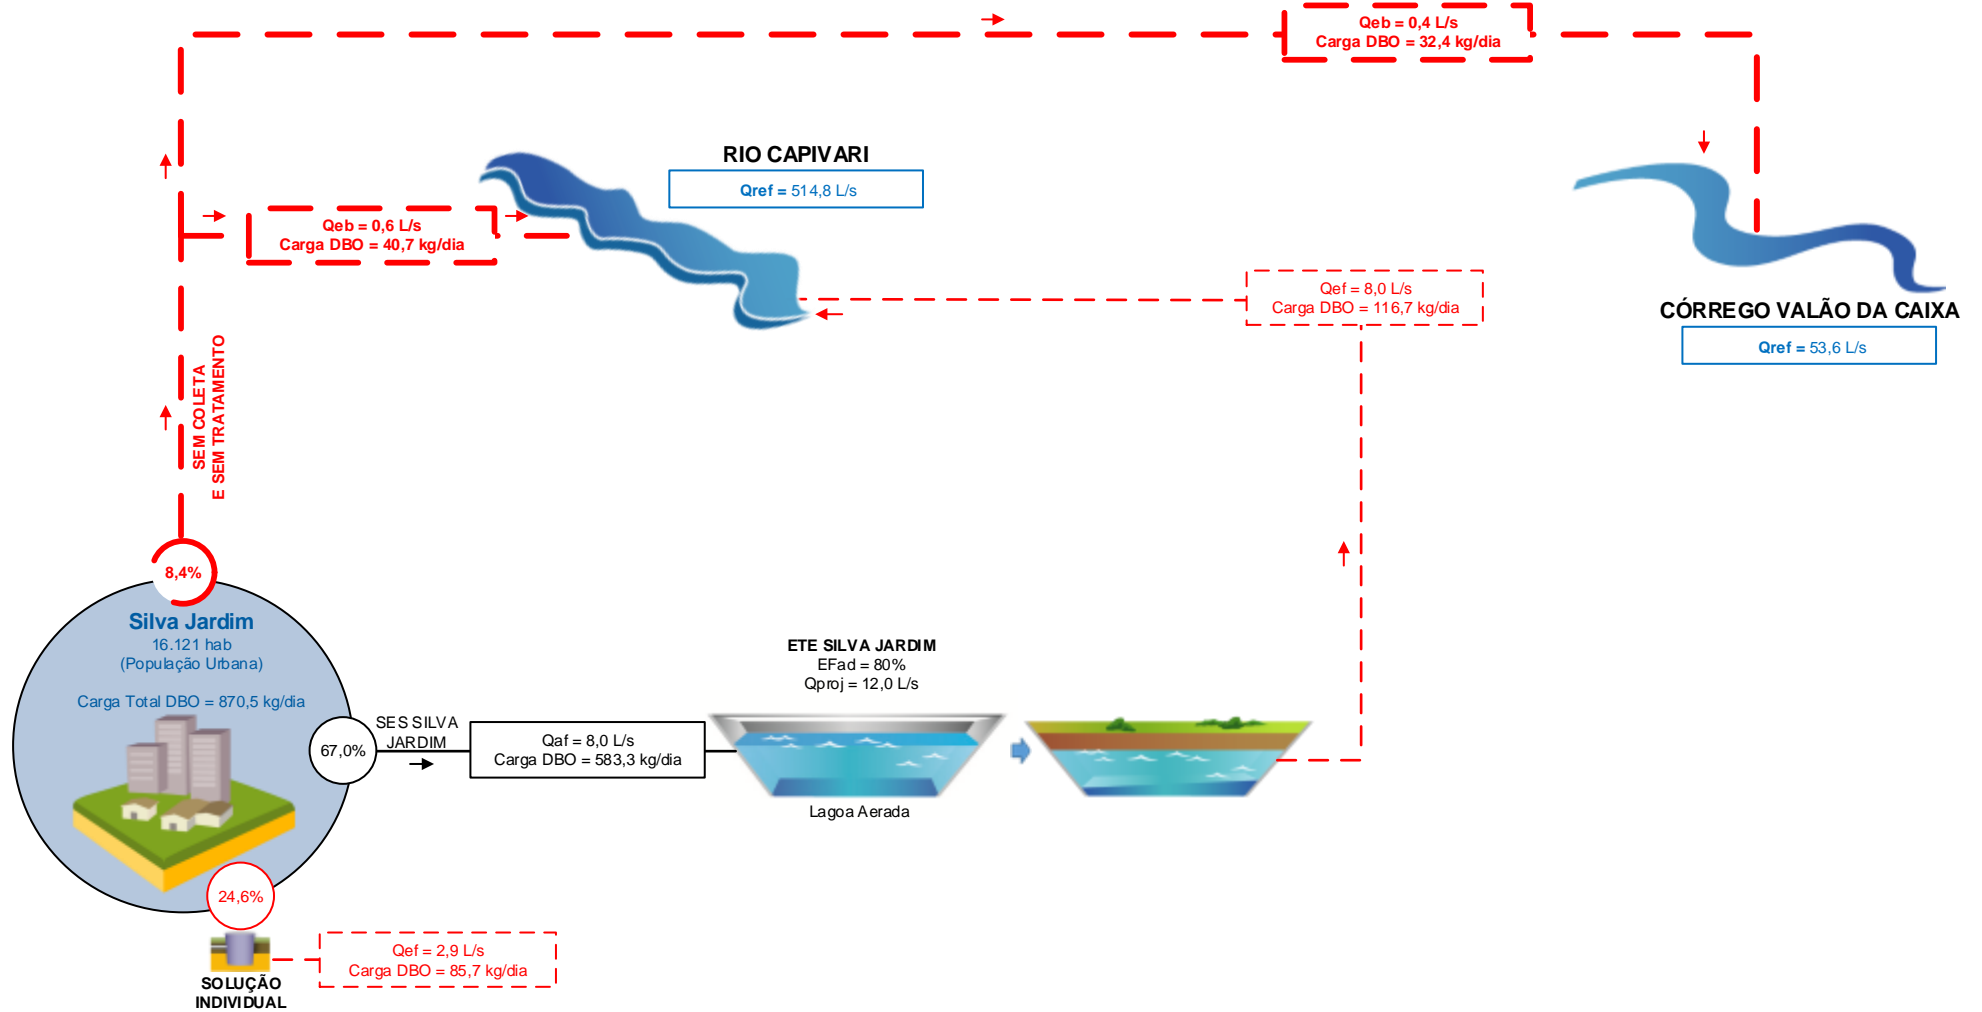 Qeb = 0,4 L/s
Carga DBO = 32,4 kg/dia
RIO CAPIVARI
Qref = 514,8 L/s
Qeb = 0,6 L/s
Carga DBO = 40,7 kg/dia
Qef = 8,0 L/s
Carga DBO = 116,7 kg/dia
CÓRREGO VALÃO DA CAIXA
Qref = 53,6 L/s
SEM COLETA
E SEM TRATAMENTO
8,4%
Silva Jardim
16.121 hab
(População Urbana)
Carga Total DBO = 870,5 kg/dia
67,0%
SES SILVA
JARDIM
Qaf = 8,0 L/s
Carga DBO = 583,3 kg/dia
ETE SILVA JARDIM
EFad = 80%
Qproj = 12,0 L/s
Lagoa Aerada
24,6%
SOLUÇÃO
INDIVIDUAL
Qef = 2,9 L/s
Carga DBO = 85,7 kg/dia